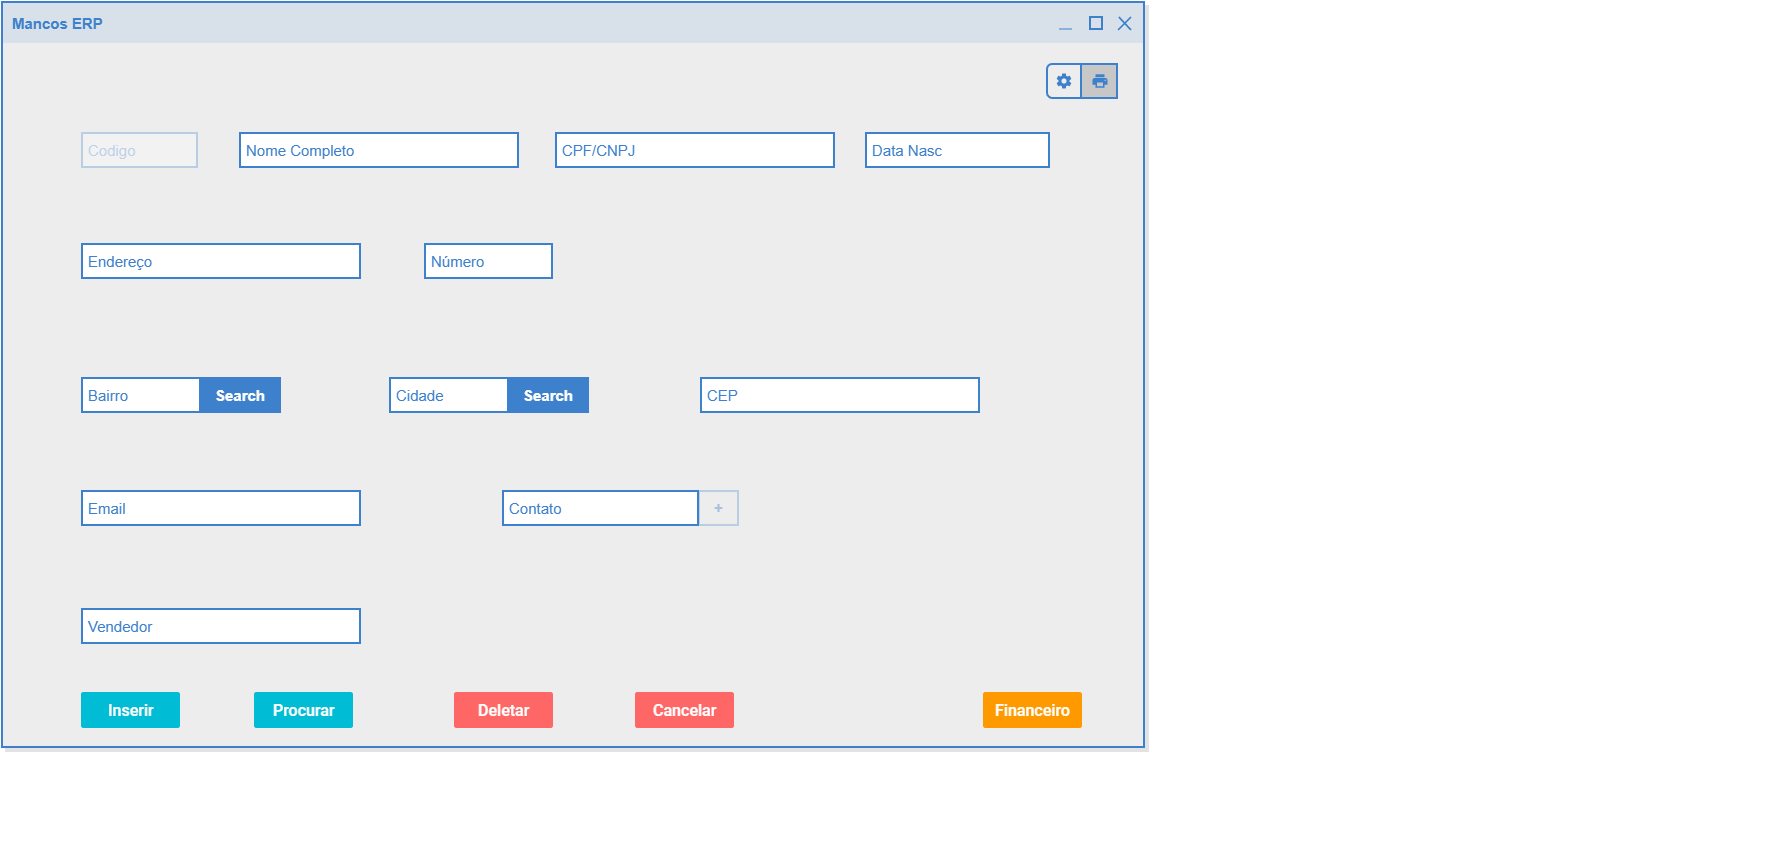 Mancos ERP
Codigo Nome Completo CPF/CNPJ Data Nasc
Endereço Número
Bairro Search Cidade Search CEP
Email Contato +
Vendedor
Inserir Procurar Deletar Cancelar Financeiro